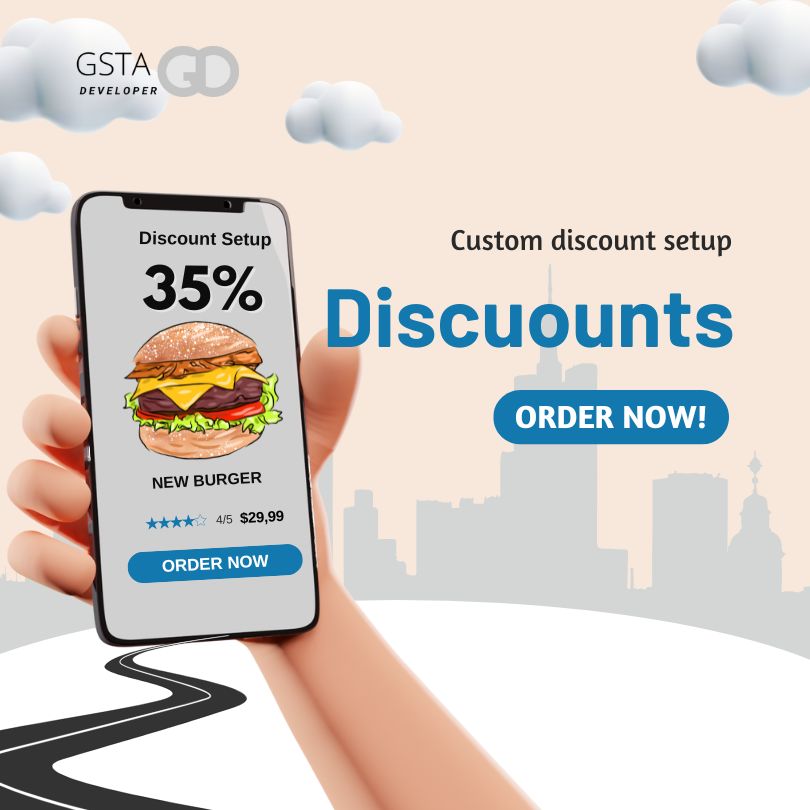 GSTA GD
DEVELOPER
Discount Setup
35%
NEW BURGER
4/5 $29,99
ORDER NOW
Custom discount setup
Discuounts
ORDER NOW!